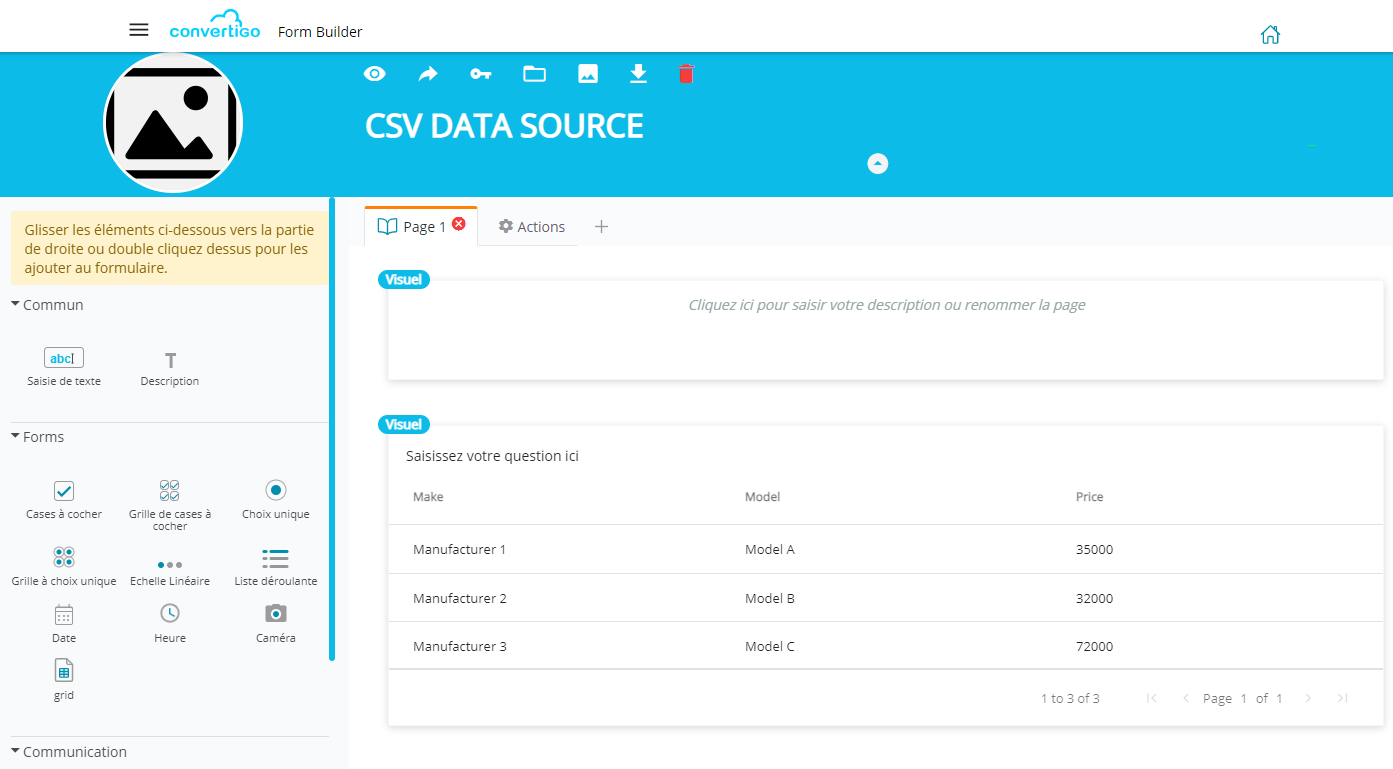 convertigo Form Builder
CSV DATA SOURCE
Glisser les éléments ci-dessous vers la partie
de droite ou double cliquez dessus pour les
ajouter au formulaire.
Commun
abc
Saisie de texte Description
Forms
Cases à cocher Grille de cases à Choix unique
cocher
Grille à choix unique Echelle Linéaire Liste déroulante
Date Heure Caméra
grid
Communication
Page 1 Actions
Visuel
Cliquez ici pour saisir votre description ou renommer la page
Visuel
Saisissez votre question ici
Make Model Price
Manufacturer 1 Model A 35000
Manufacturer 2 Model B 32000
Manufacturer 3 Model C 72000
1 to 3 of 3 Page 1 of 1